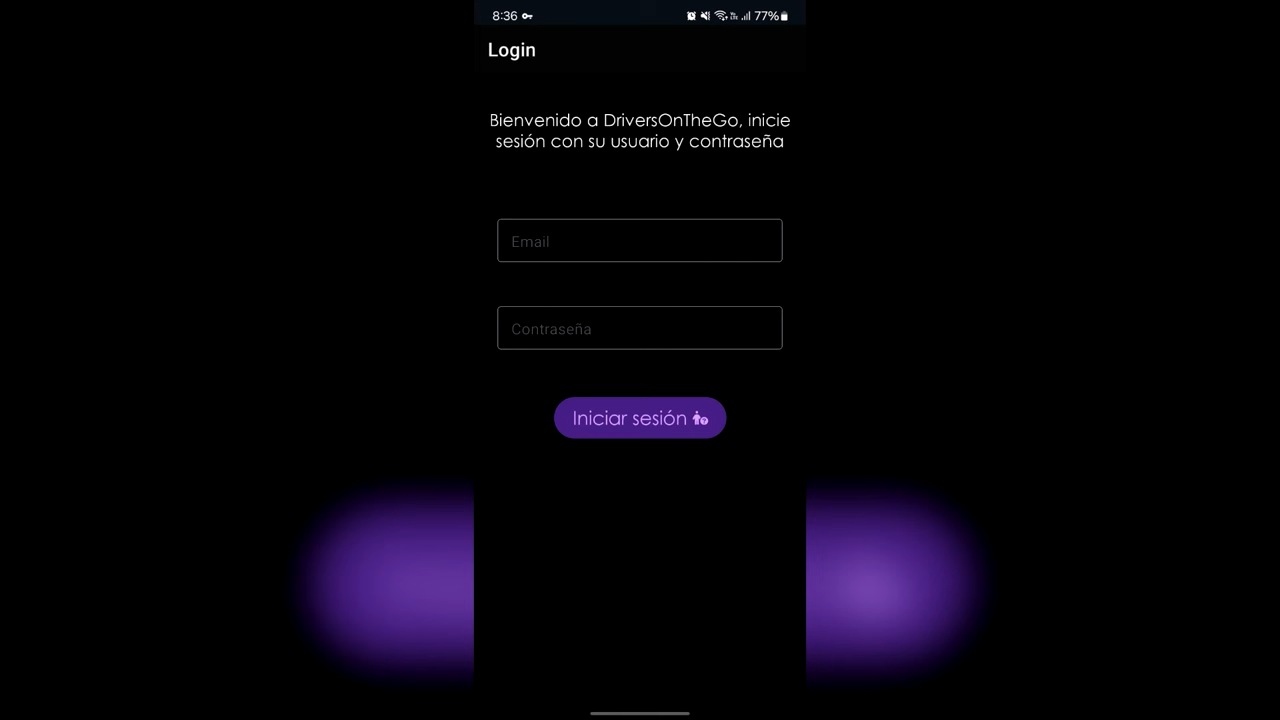 8:36 77%
Login
Bienvenido a DriversOnTheGo, inicie
sesión con su usuario y contraseña
Email
Contraseña
Iniciar sesión